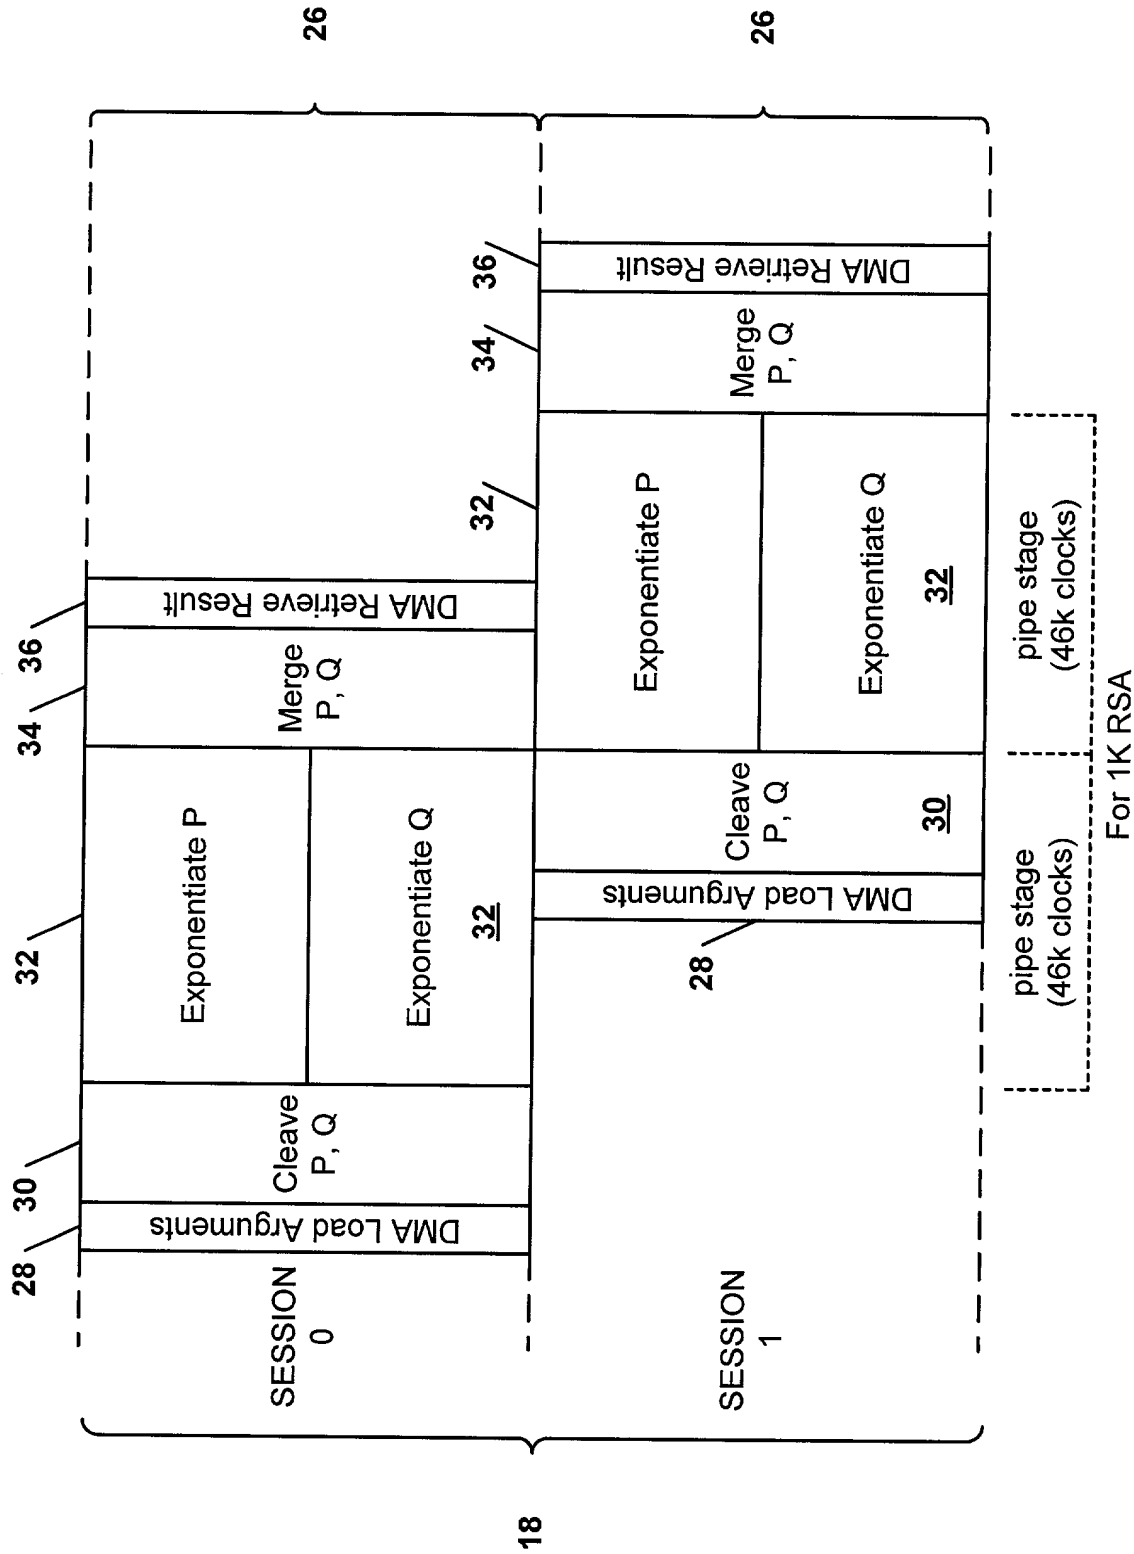 18
26
26
SESSION
0
28
30
32
34
36
DMA Load Arguments
Cleave
P, Q
Exponentiate P
Exponentiate Q
32
Merge
P, Q
DMA Retrieve Result
SESSION
1
28
32
34
36
DMA Load Arguments
Cleave
P, Q
30
Exponentiate P
Exponentiate Q
32
Merge
P, Q
DMA Retrieve Result
pipe stage
(46k clocks)
pipe stage
(46k clocks)
For 1K RSA